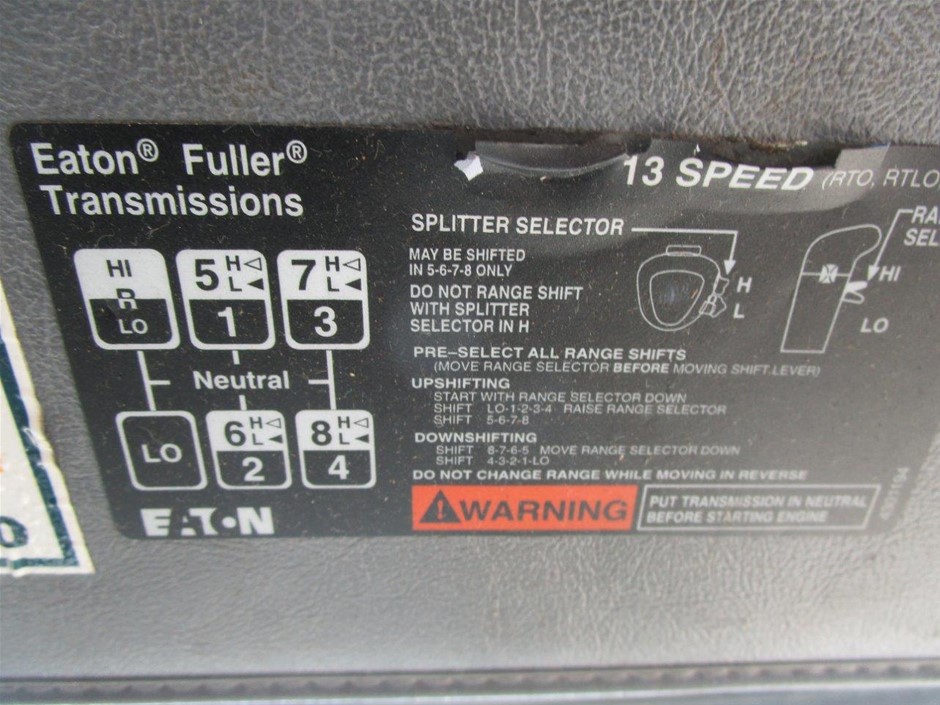 Eaton® Fuller®
Transmissions
13 SPEED (RTO, RTLO
HI
R
LO
5 H L
1
7 H L
3
Neutral
LO
6 H L
2
8 H L
4
EATON
SPLITTER SELECTOR
MAY BE SHIFTED
IN 5-6-7-8 ONLY
DO NOT RANGE SHIFT
WITH SPLITTER
SELECTOR IN H
H
L
RA
SEL
HI
LO
PRE-SELECT ALL RANGE SHIFTS
(MOVE RANGE SELECTOR BEFORE MOVING SHIFT LEVER)
UPSHIFTING
START WITH RANGE SELECTOR DOWN
SHIFT LO-1-2-3-4 RAISE RANGE SELECTOR
SHIFT 5-6-7-8
DOWNSHIFTING
SHIFT 8-7-6-5 MOVE RANGE SELECTOR DOWN
SHIFT 4-3-2-1-LO
DO NOT CHANGE RANGE WHILE MOVING IN REVERSE
WARNING
PUT TRANSMISSION IN NEUTRAL
BEFORE STARTING ENGINE